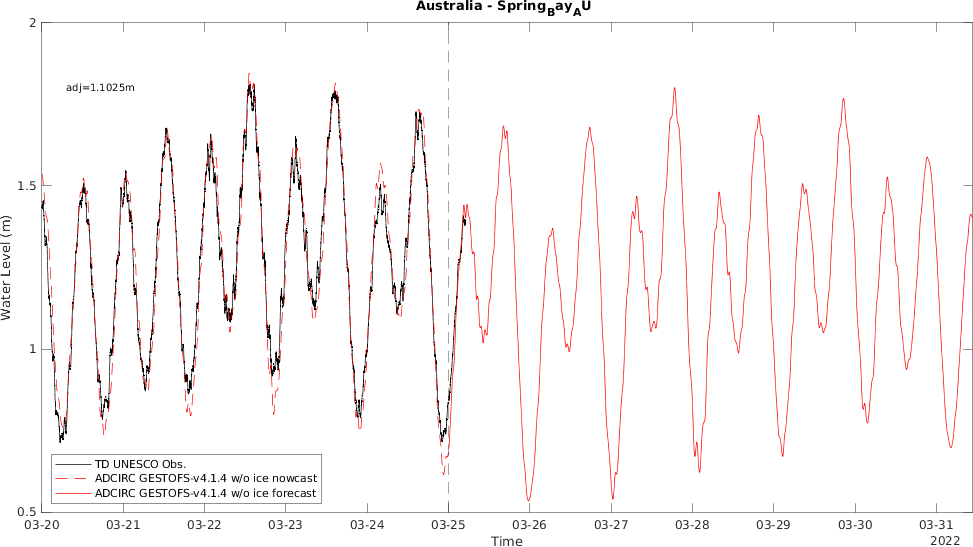 Australia - SpringBayAU
2
adj=1.1025m
1.5
Water Level (m)
1
TD UNESCO Obs.
ADCIRC GESTOFS-v4.1.4 w/o ice nowcast
ADCIRC GESTOFS-v4.1.4 w/o ice forecast
0.5
03-20 03-21 03-22 03-23 03-24 03-25 03-26 03-27 03-28 03-29 03-30 03-31
Time 2022